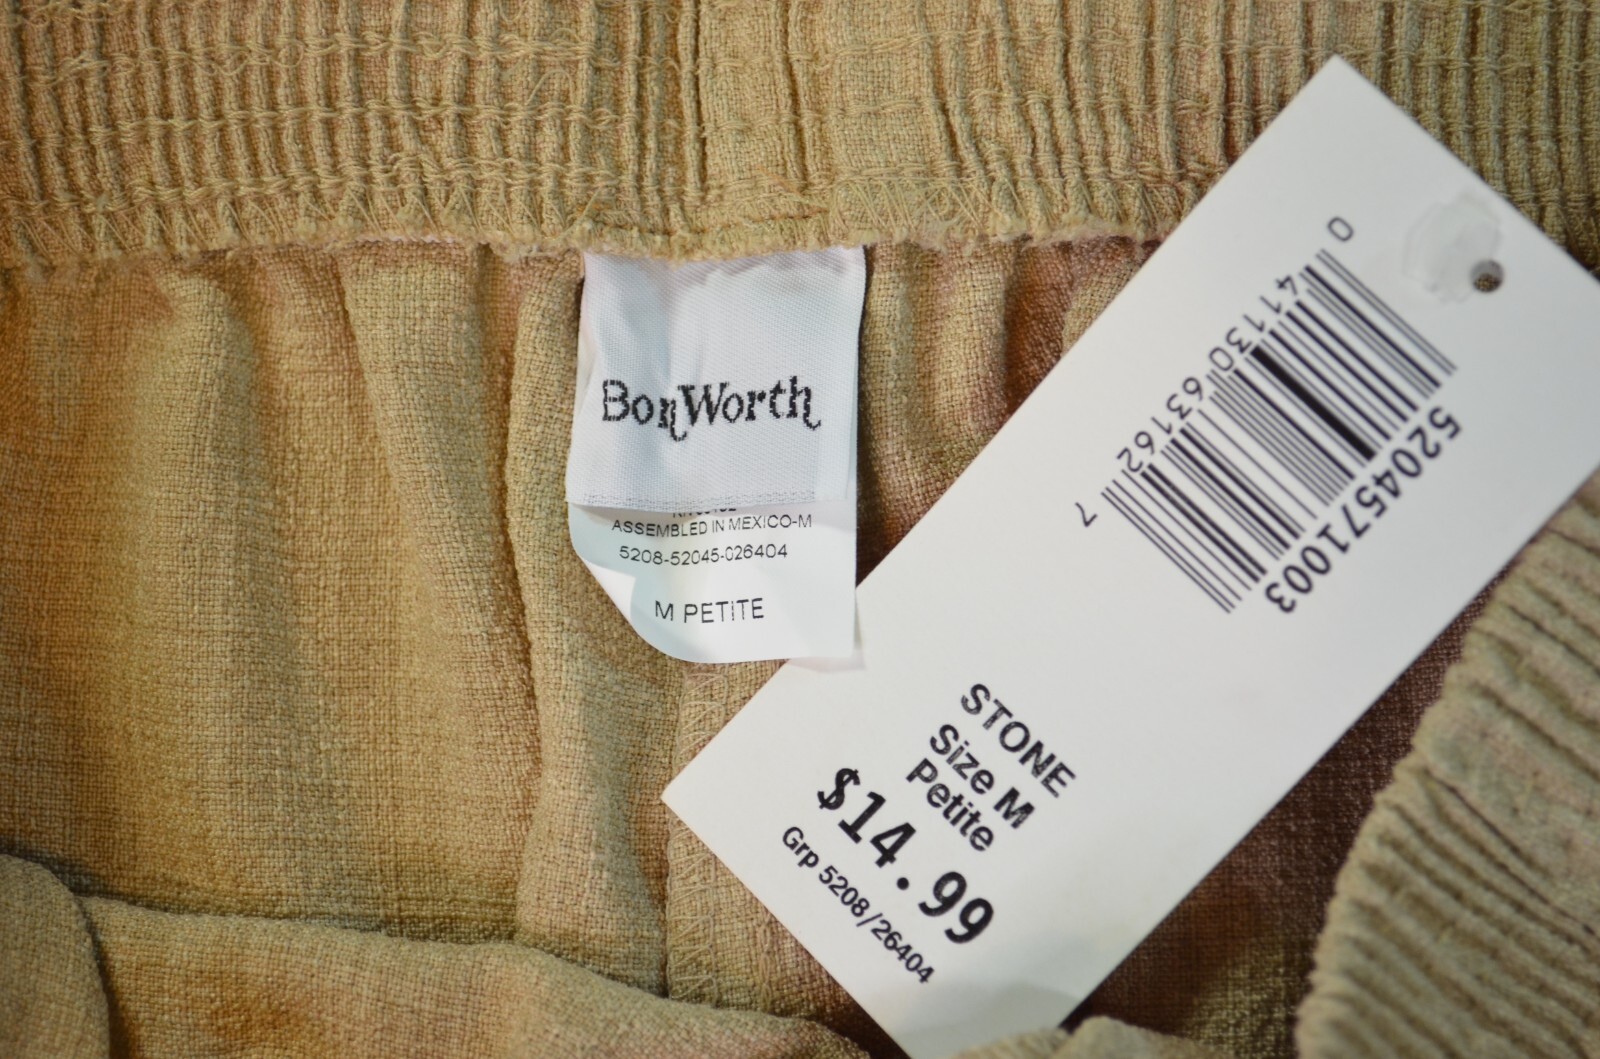 BonWorth
ASSEMBLED IN MEXICO-M
5208-52045-026404
M PETITE
0 41130 63162 7
5204571003
STONE
Size M
Petite
$14.99
Grp 5208/26404